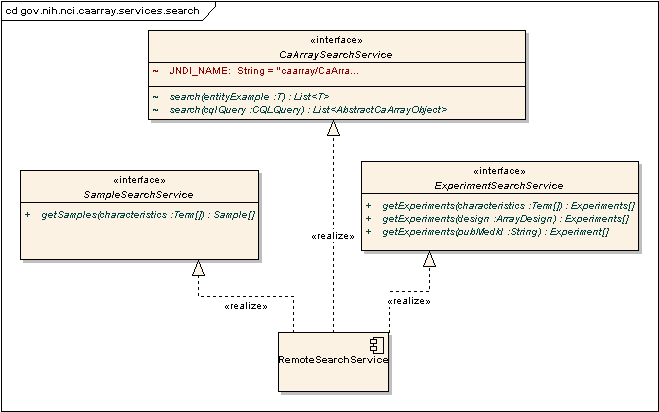 cd gov.nih.nci.caarray.services.search
«interface»
CaArraySearchService
~ JNDI_NAME: String = "caarray/CaArra...
~ search(entityExample :T) : List<T>
~ search(cqlQuery :CQLQuery) : List<AbstractCaArrayObject>
«interface»
SampleSearchService
+ getSamples(characteristics :Term[]) : Sample[]
«interface»
ExperimentSearchService
+ getExperiments(characteristics :Term[]) : Experiments[]
+ getExperiments(design :ArrayDesign) : Experiments[]
+ getExperiments(pubMedId :String) : Experiment[]
«realize»
«realize»
«realize»
RemoteSearchService